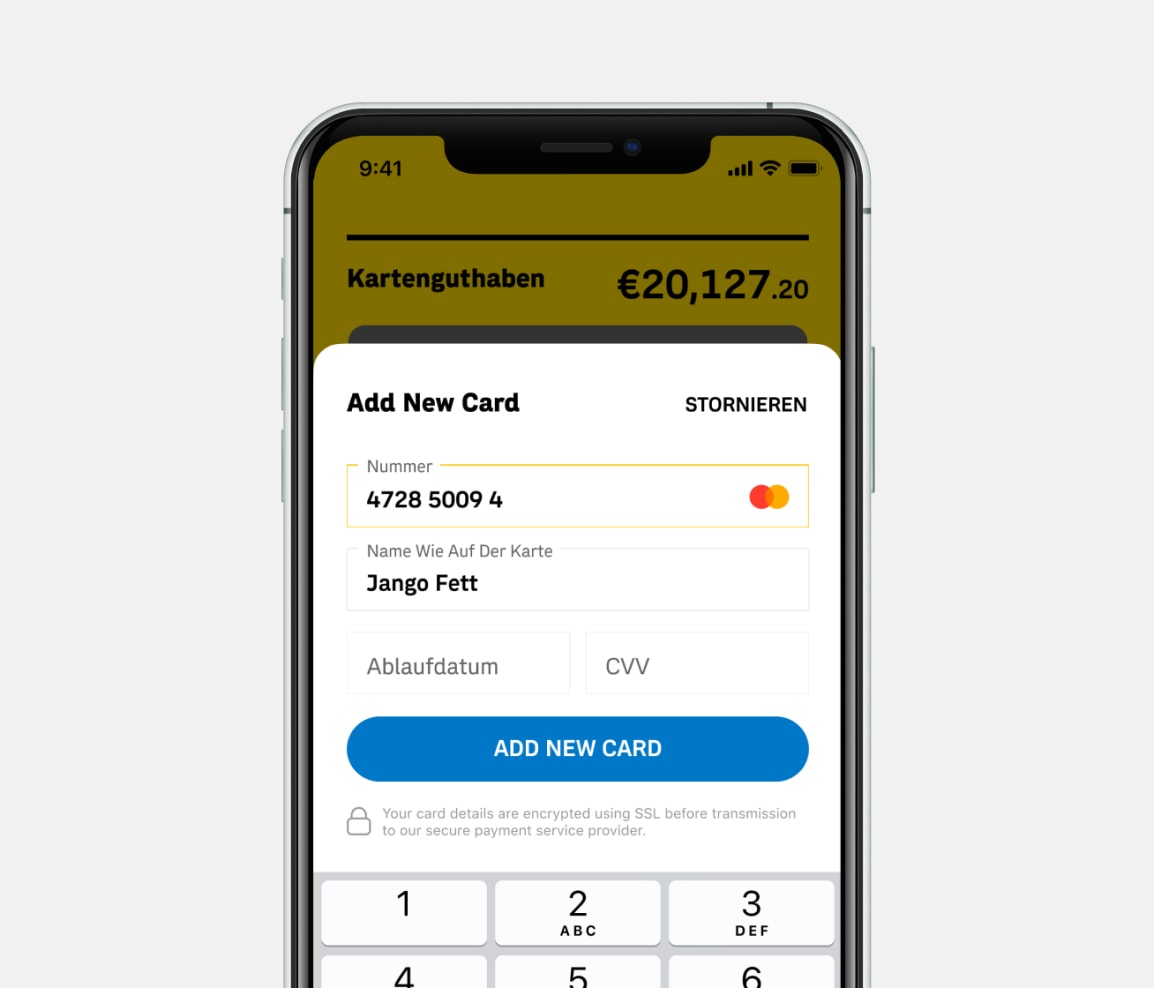 9:41
Kartenguthaben
€20,127.20
Add New Card
STORNIEREN
Nummer
4728 5009 4
Name Wie Auf Der Karte
Jango Fett
Ablaufdatum
CVV
ADD NEW CARD
Your card details are encrypted using SSL before transmission
to our secure payment service provider.
1
2
ABC
3
DEF
4
5
6